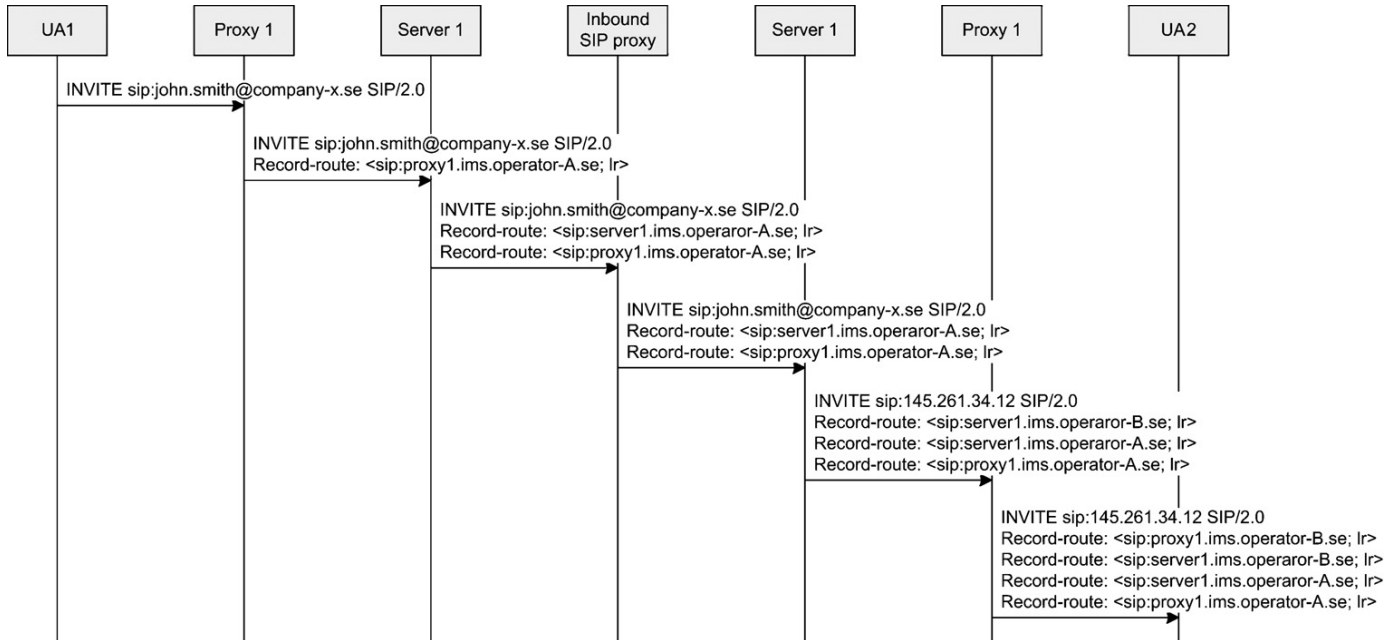 UA1
Proxy 1
Server 1
Inbound
SIP proxy
Server 1
Proxy 1
UA2
INVITE sip:john.smith@company-x.se SIP/2.0
INVITE sip:john.smith@company-x.se SIP/2.0
Record-route: <sip:proxy1.ims.operator-A.se; lr>
INVITE sip:john.smith@company-x.se SIP/2.0
Record-route: <sip:server1.ims.operaror-A.se; lr>
Record-route: <sip:proxy1.ims.operator-A.se; lr>
INVITE sip:john.smith@company-x.se SIP/2.0
Record-route: <sip:server1.ims.operaror-A.se; lr>
Record-route: <sip:proxy1.ims.operator-A.se; lr>
INVITE sip:145.261.34.12 SIP/2.0
Record-route: <sip:server1.ims.operaror-B.se; lr>
Record-route: <sip:server1.ims.operaror-A.se; lr>
Record-route: <sip:proxy1.ims.operator-A.se; lr>
INVITE sip:145.261.34.12 SIP/2.0
Record-route: <sip:proxy1.ims.operator-B.se; lr>
Record-route: <sip:server1.ims.operaror-B.se; lr>
Record-route: <sip:server1.ims.operaror-A.se; lr>
Record-route: <sip:proxy1.ims.operator-A.se; lr>